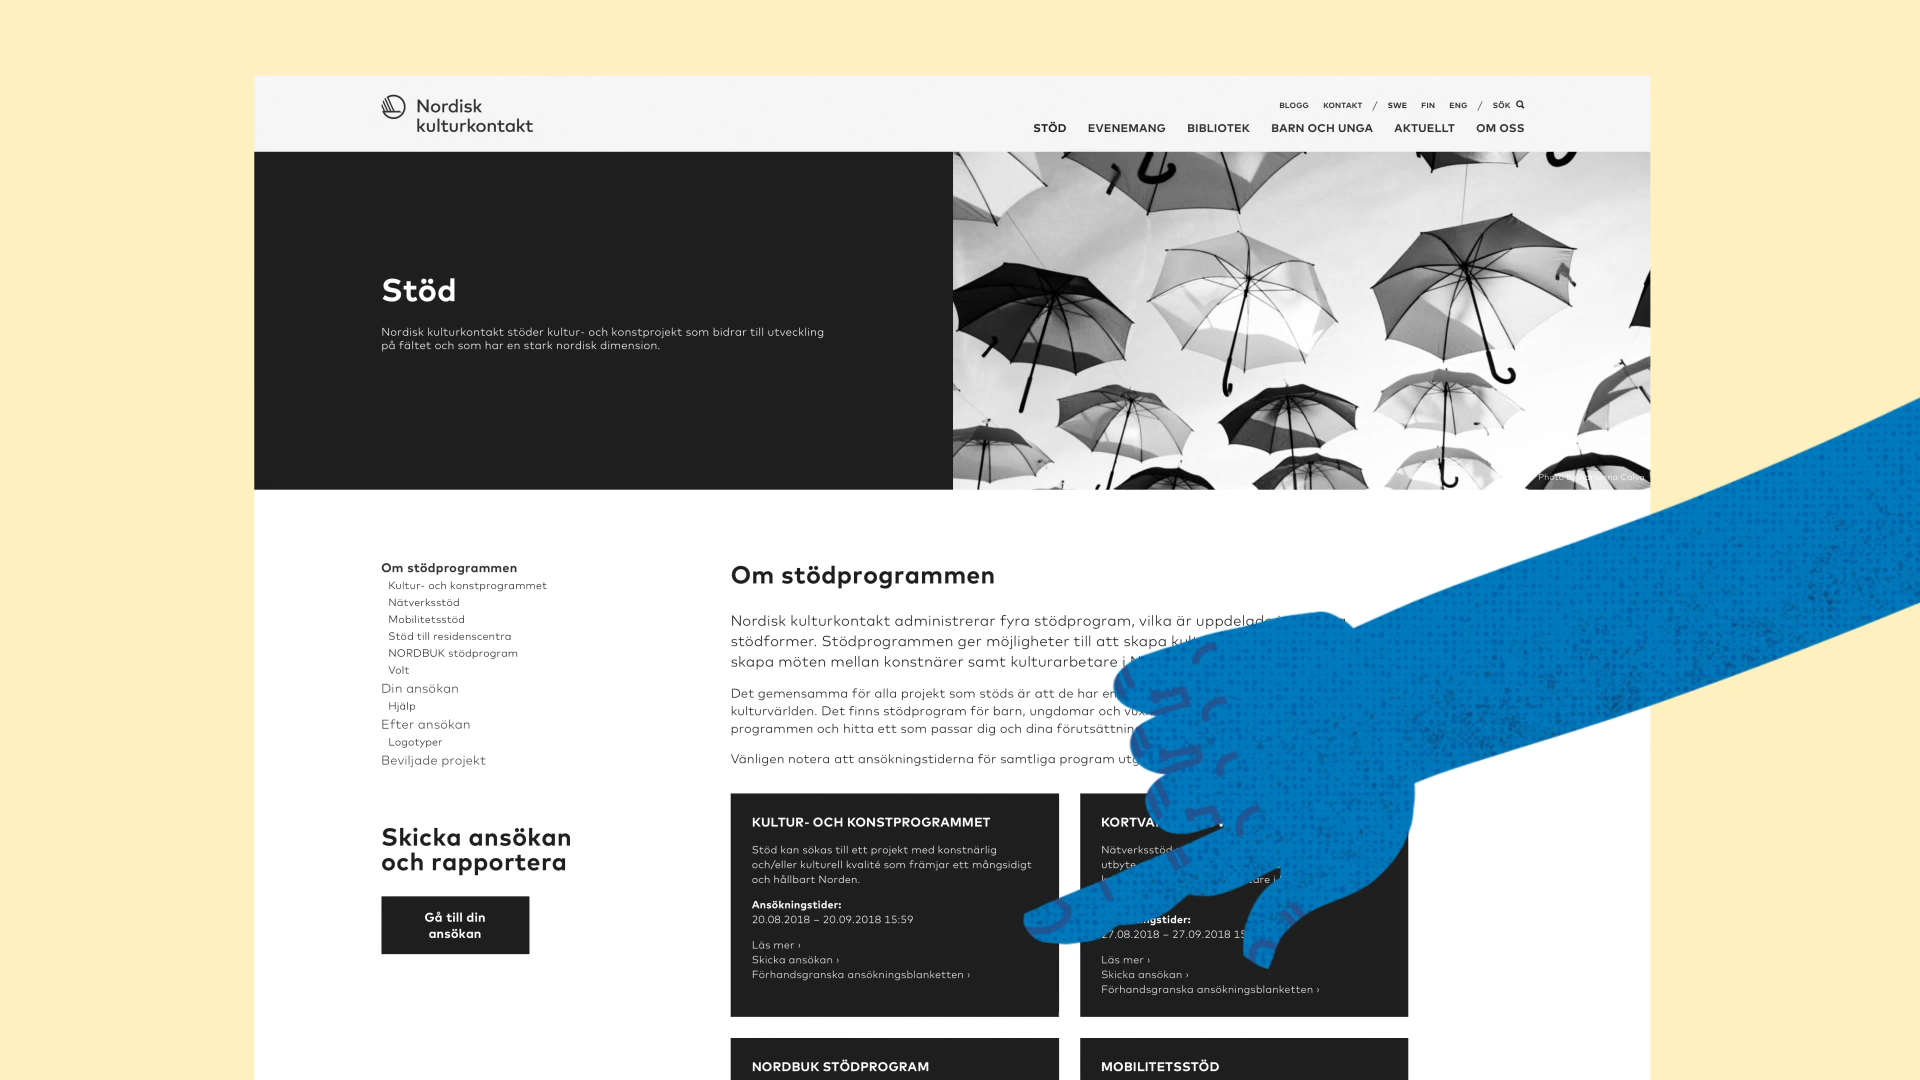 Nordisk
kulturkontakt
BLOGG KONTAKT / SWE FIN ENG / SÖK
STÖD EVENEMANG BIBLIOTEK BARN OCH UNGA AKTUELLT OM OSS
Stöd
Nordisk kulturkontakt stöder kultur- och konstprojekt som bidrar till utveckling
på fältet och som har en stark nordisk dimension.
Photo
Om stödprogrammen
Kultur- och konstprogrammet
Nätverksstöd
Mobilitetsstöd
Stöd till residenscentra
NORDBUK stödprogram
Volt
Din ansökan
Hjälp
Efter ansökan
Logotyper
Beviljade projekt
Skicka ansökan
och rapportera
Gå till din
ansökan
Om stödprogrammen
Nordisk kulturkontakt administrerar fyra stödprogram, vilka är uppdelade
stödformer. Stödprogrammen ger möjligheter till att skapa
skapa möten mellan konstnärer samt kulturarbetare i
Det gemensamma för alla projekt som stöds är att de har en
kulturvärlden. Det finns stödprogram för barn, ungdomar och
programmen och hitta ett som passar dig och dina
Vänligen notera att ansökningstiderna för samtliga program
KULTUR- OCH KONSTPROGRAMMET
Stöd kan sökas till ett projekt med konstnärlig
och/eller kulturell kvalité som främjar ett mångsidigt
och hållbart Norden.
Ansökningstider:
20.08.2018 – 20.09.2018 15:59
Läs mer ›
Skicka ansökan ›
Förhandsgranska ansökningsblanketten ›
Nätverksstöd
utbyte
27.08.2018 – 27.09.2018
Läs mer ›
Skicka ansökan ›
Förhandsgranska ansökningsblanketten ›
NORDBUK STÖDPROGRAM
MOBILITETSSTÖD